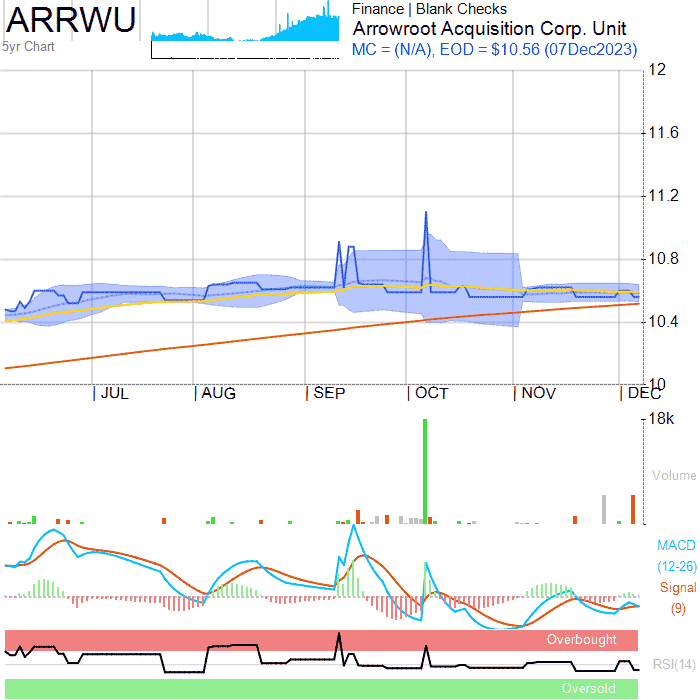 ARRWU
5yr Chart
Finance | Blank Checks
Arrowroot Acquisition Corp. Unit
MC = (N/A), EOD = $10.56 (07Dec2023)
12
11.6
11.2
10.8
10.4
10
JUL AUG SEP OCT NOV DEC
18k
Volume
MACD
(12-26)
Signal
(9)
Overbought
RSI(14)
Oversold